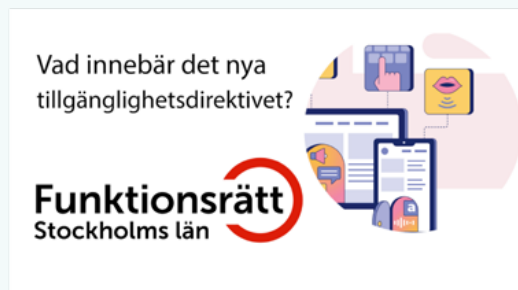 Vad innebär det nya
tillgänglighetsdirektivet?
Funktionsrätt
Stockholms län
a